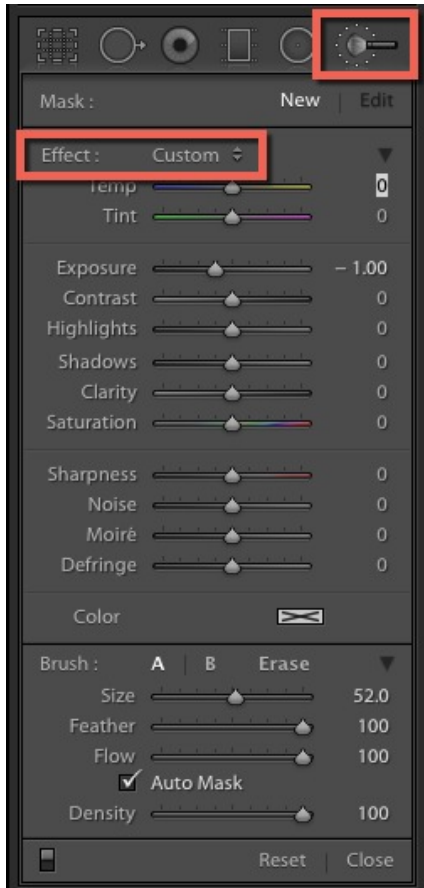 Mask : New | Edit
Effect : Custom
Temp 0
Tint 0
Exposure – 1.00
Contrast 0
Highlights 0
Shadows 0
Clarity 0
Saturation 0
Sharpness 0
Noise 0
Moiré 0
Defringe 0
Color
Brush : A | B Erase
Size 52.0
Feather 100
Flow 100
Auto Mask
Density 100
Reset | Close